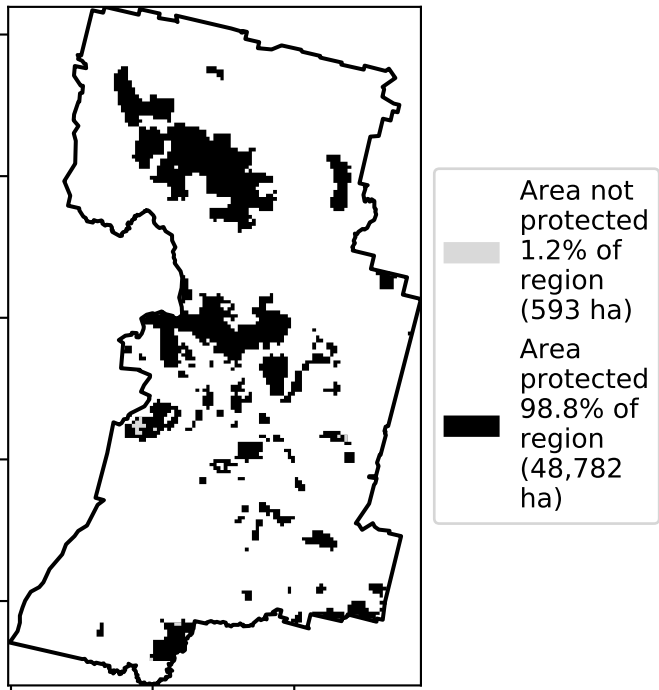 Area not
protected
1.2% of
region
(593 ha)
Area
protected
98.8% of
region
(48,782
ha)